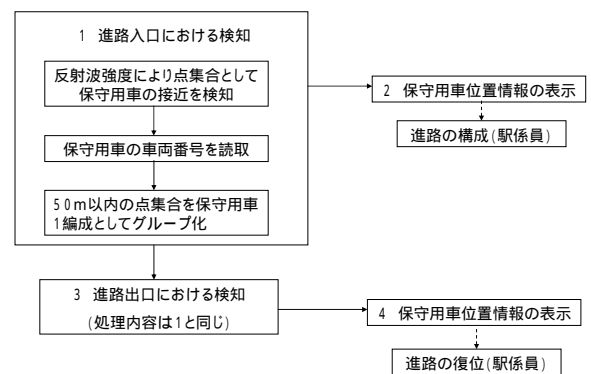 1 進路入口における検知
反射波強度により点集合として
保守用車の接近を検知
保守用車の車両番号を読取
50m以内の点集合を保守用車
1編成としてグループ化
2 保守用車位置情報の表示
進路の構成(駅係員)
3 進路出口における検知
(処理内容は1と同じ)
4 保守用車位置情報の表示
進路の復位(駅係員)